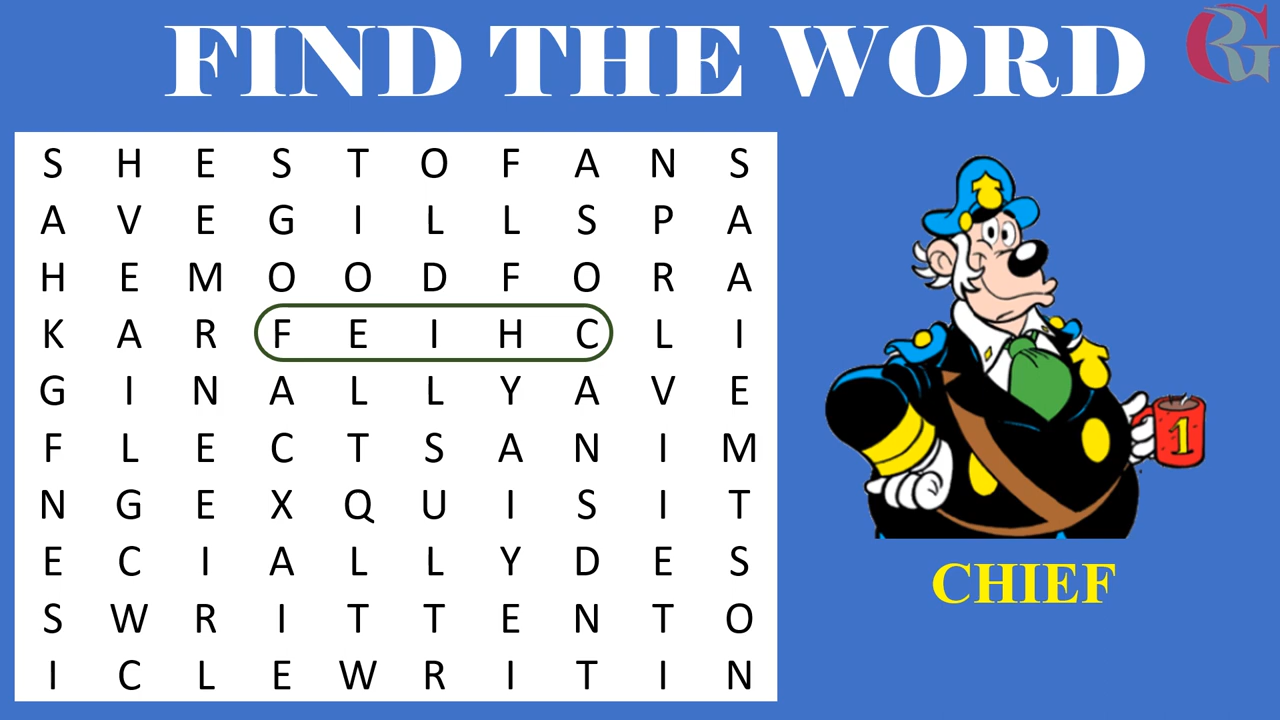 FIND THE WORD
S H E S T O F A N S
A V E G I L L S P A
H E M O O D F O R A
K A R F E I H C L I
G I N A L L Y A V E
F L E C T S A N I M
N G E X Q U I S I T
E C I A L L Y D E S
S W R I T T E N T O
I C L E W R I T I N
1
CHIEF